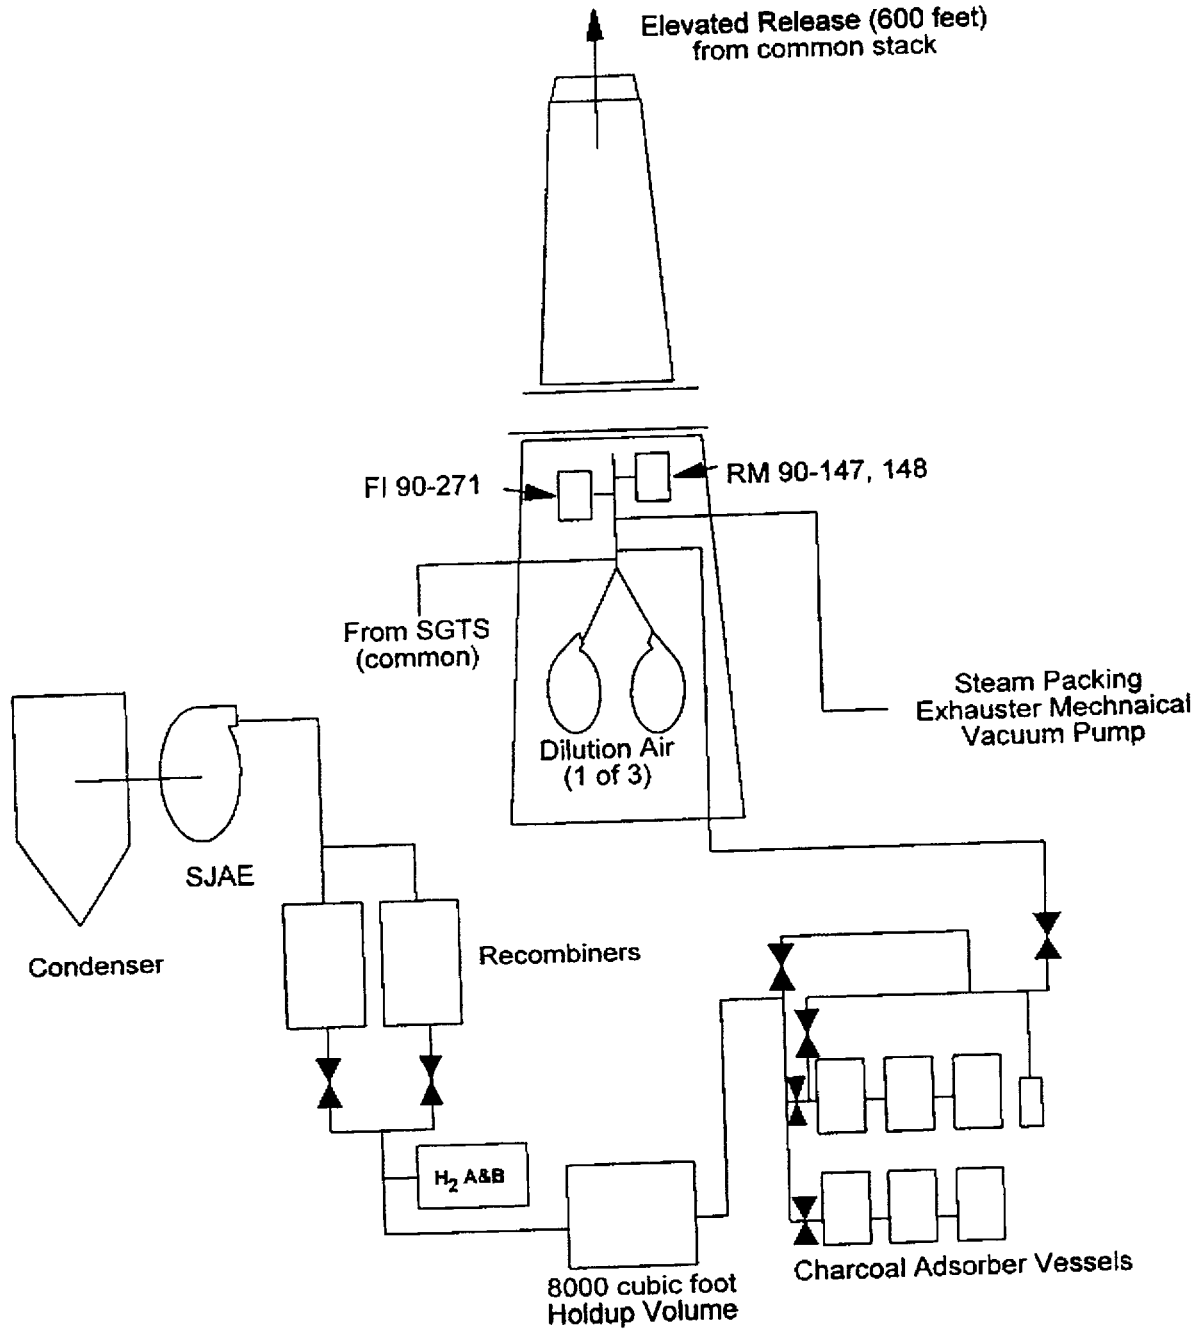 Elevated Release (600 feet)
from common stack
FI 90-271
RM 90-147, 148
From SGTS
(common)
Dilution Air
(1 of 3)
Steam Packing
Exhauster Mechnaical
Vacuum Pump
SJAE
Condenser
Recombiners
H₂ A&B
8000 cubic foot
Holdup Volume
Charcoal Adsorber Vessels